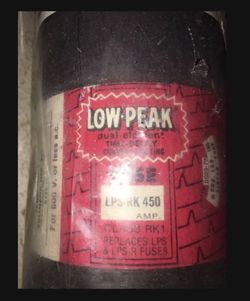 LOW-PEAK
dual-element
TIME-DELAY
FUSE
LPS-RK 450
AMP.
CLASS RK1
REPLACES LPS
& LPS-R FUSES
For 600 v. or less a.c.